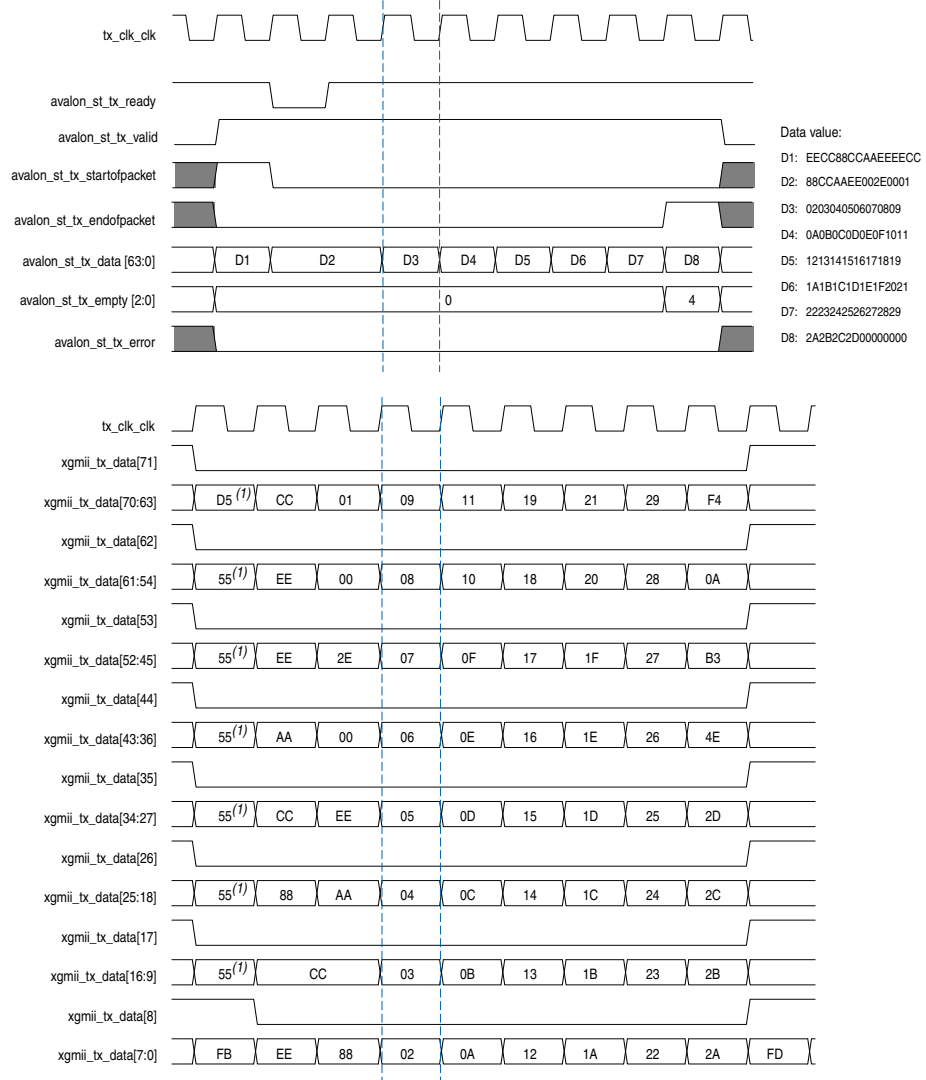 tx_clk_clk
avalon_st_tx_ready
avalon_st_tx_valid
avalon_st_tx_startofpacket
avalon_st_tx_endofpacket
avalon_st_tx_data [63:0] D1 D2 D3 D4 D5 D6 D7 D8
avalon_st_tx_empty [2:0] 0 4
avalon_st_tx_error
Data value:
D1: EECC88CCAAEEEECC
D2: 88CCAAEE002E0001
D3: 0203040506070809
D4: 0A0B0C0D0E0F1011
D5: 1213141516171819
D6: 1A1B1C1D1E1F2021
D7: 2223242526272829
D8: 2A2B2C2D00000000
tx_clk_clk
xgmii_tx_data[71]
xgmii_tx_data[70:63] D5 (1) CC 01 09 11 19 21 29 F4
xgmii_tx_data[62]
xgmii_tx_data[61:54] 55(1) EE 00 08 10 18 20 28 0A
xgmii_tx_data[53]
xgmii_tx_data[52:45] 55(1) EE 2E 07 0F 17 1F 27 B3
xgmii_tx_data[44]
xgmii_tx_data[43:36] 55(1) AA 00 06 0E 16 1E 26 4E
xgmii_tx_data[35]
xgmii_tx_data[34:27] 55(1) CC EE 05 0D 15 1D 25 2D
xgmii_tx_data[26]
xgmii_tx_data[25:18] 55(1) 88 AA 04 0C 14 1C 24 2C
xgmii_tx_data[17]
xgmii_tx_data[16:9] 55(1) CC 03 0B 13 1B 23 2B
xgmii_tx_data[8]
xgmii_tx_data[7:0] FB EE 88 02 0A 12 1A 22 2A FD